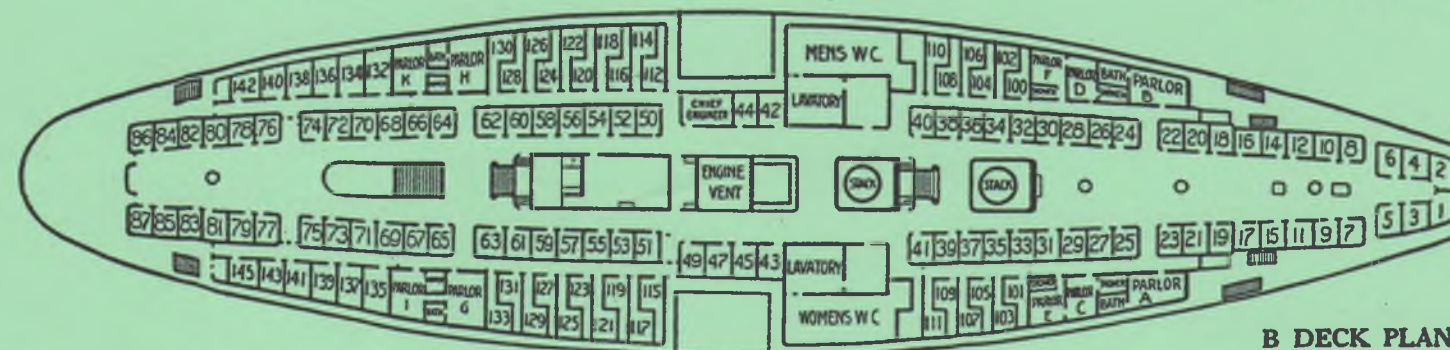 142 140 138 136 134 132 PARLOR K BATH PARLOR H 130 128 126 124 122 120 118 116 114 112
MENS W.C. 110 108 106 104 102 100 PARLOR F SHOWER PARLOR D BATH SHOWER PARLOR B
86 84 82 80 78 76 74 72 70 68 66 64 62 60 58 56 54 52 50 CHIEF ENGINEER 44 42 LAVATORY 40 38 36 34 32 30 28 26 24 22 20 18 16 14 12 10 8 6 4 2
ENGINE VENT STACK STACK
87 85 83 81 79 77 75 73 71 69 67 65 63 61 59 57 55 53 51 49 47 45 43 LAVATORY 41 39 37 35 33 31 29 27 25 23 21 19 17 15 11 9 7 5 3 1
145 143 141 139 137 135 PARLOR I BATH PARLOR G 131 133 127 129 123 125 119 121 115 117
WOMENS W C 109 111 105 107 101 103 SHOWER PARLOR E PARLOR C SHOWER BATH PARLOR A
B DECK PLAN